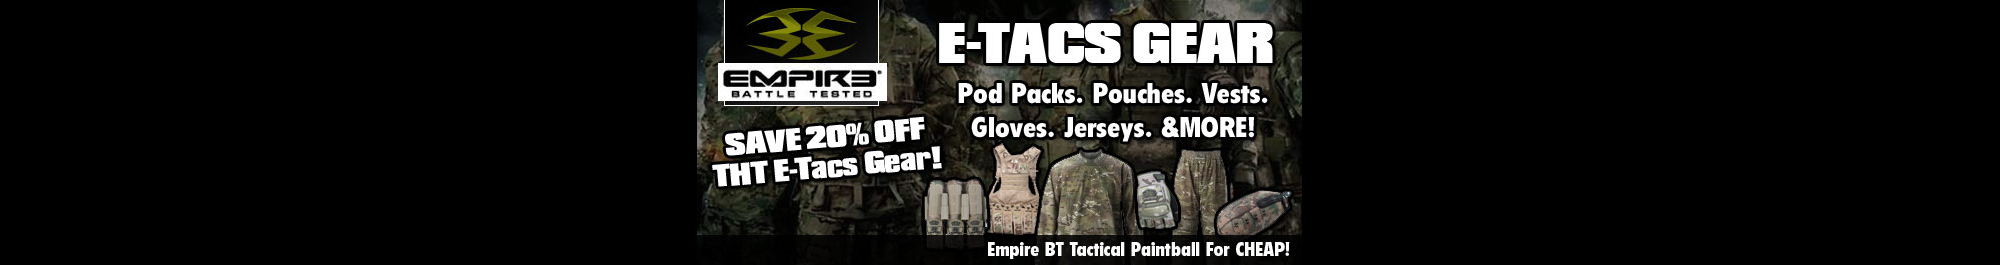 EMPIRE
BATTLE TESTED
SAVE 20% OFF
THT E-Tacs Gear!
E-TACS GEAR
Pod Packs. Pouches. Vests.
Gloves. Jerseys. &MORE!
Empire BT Tactical Paintball For CHEAP!